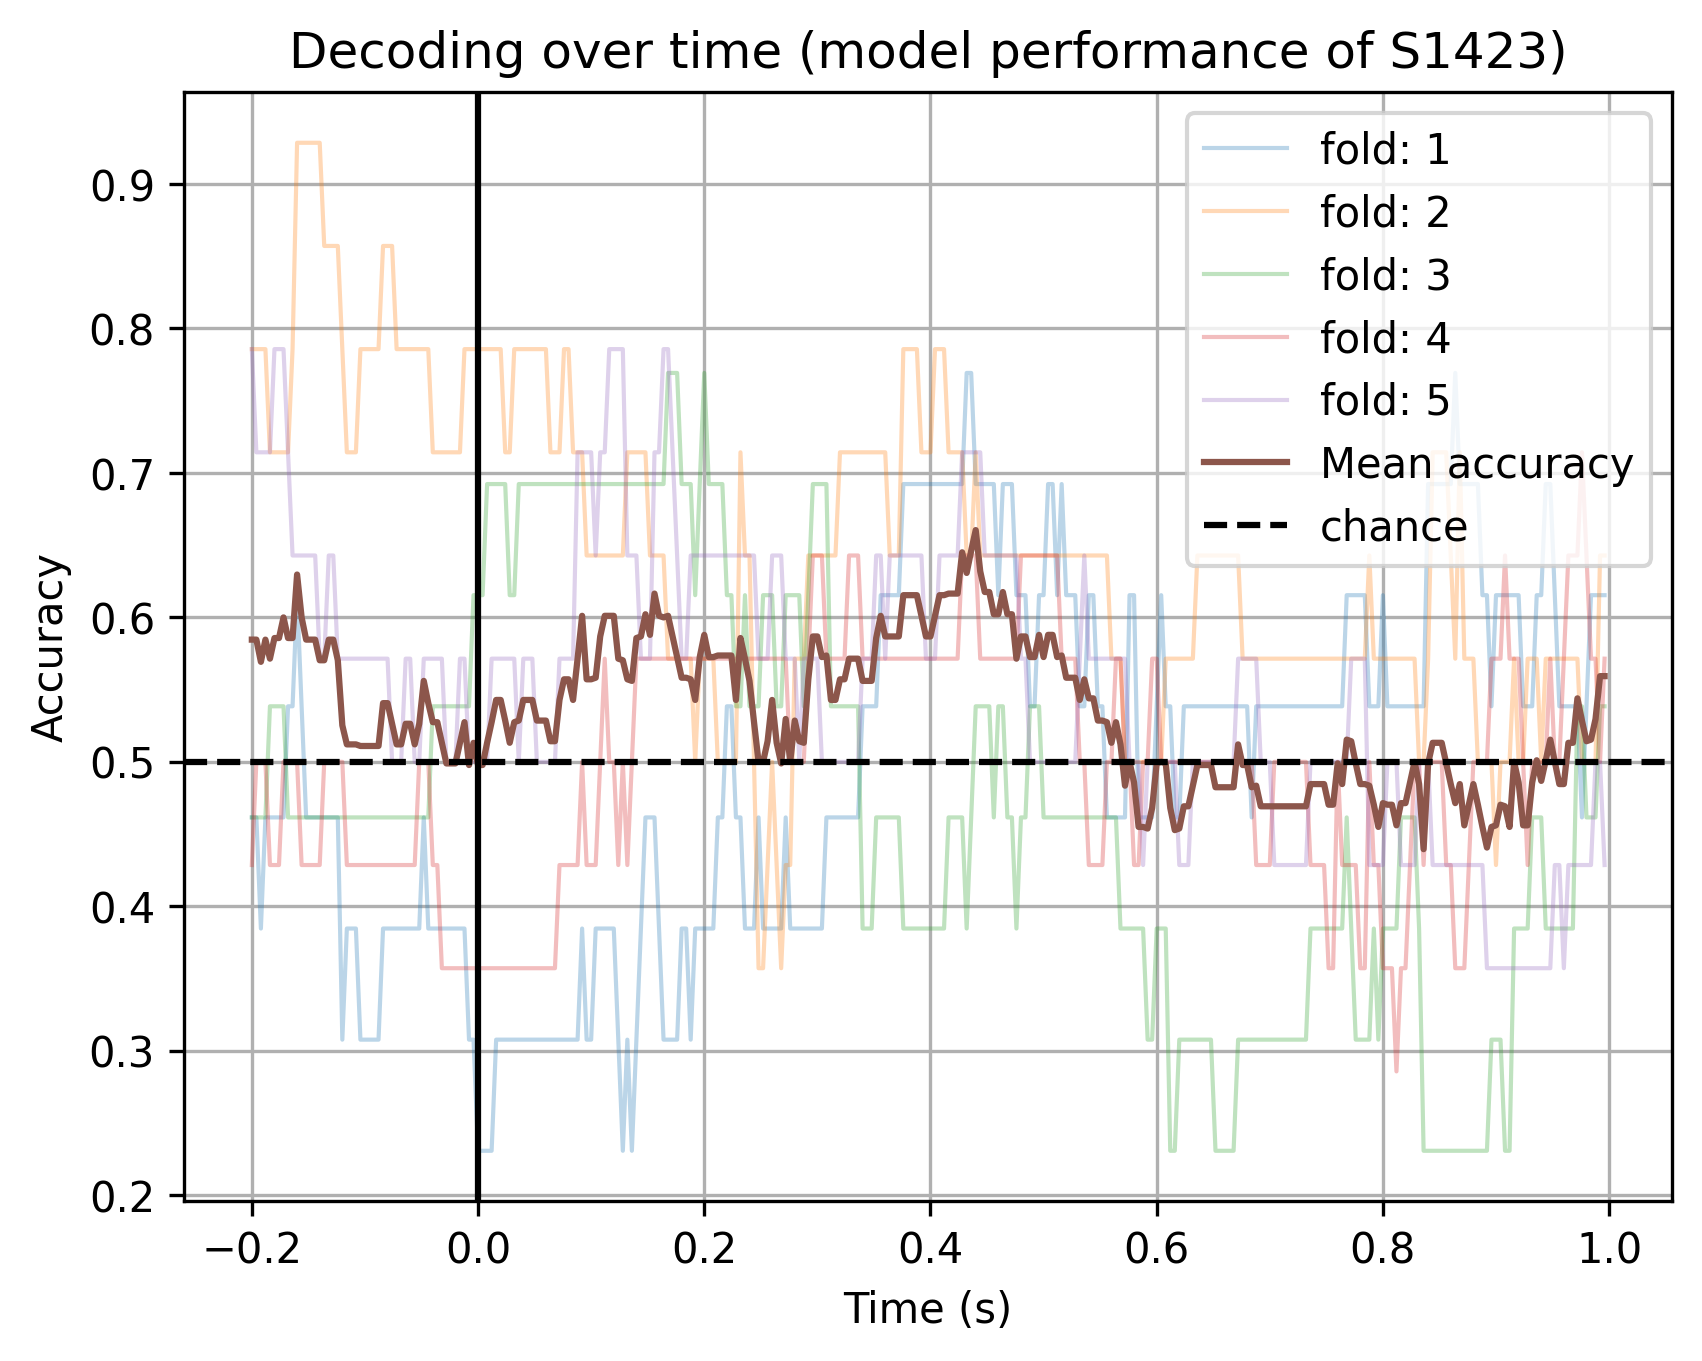 Decoding over time (model performance of S1423)
fold: 1
fold: 2
fold: 3
fold: 4
fold: 5
Mean accuracy
chance
Accuracy
0.9
0.8
0.7
0.6
0.5
0.4
0.3
0.2
−0.2 0.0 0.2 0.4 0.6 0.8 1.0
Time (s)